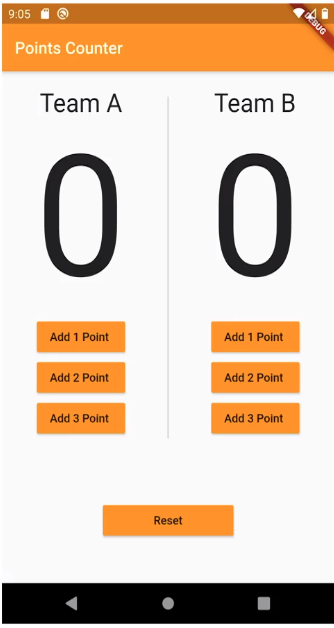 9:05
DEBUG
Points Counter
Team A
Team B
0
0
Add 1 Point
Add 1 Point
Add 2 Point
Add 2 Point
Add 3 Point
Add 3 Point
Reset